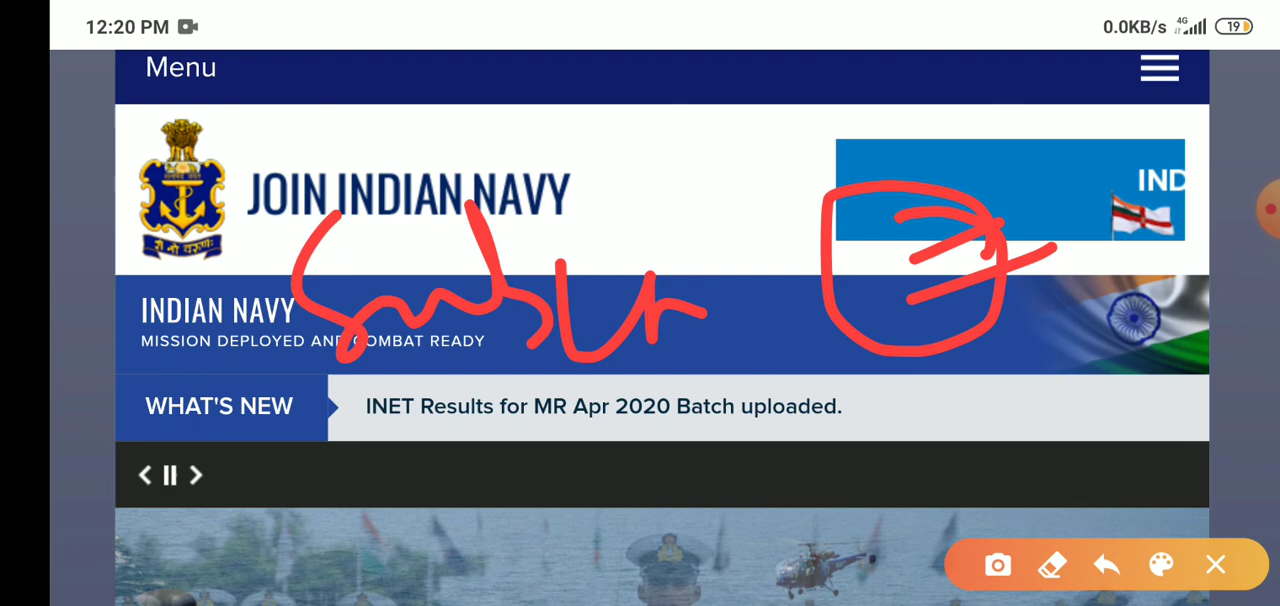 12:20 PM 0.0KB/s 4G 19
Menu
JOIN INDIAN NAVY
IND
INDIAN NAVY
MISSION DEPLOYED AND COMBAT READY
WHAT'S NEW INET Results for MR Apr 2020 Batch uploaded.